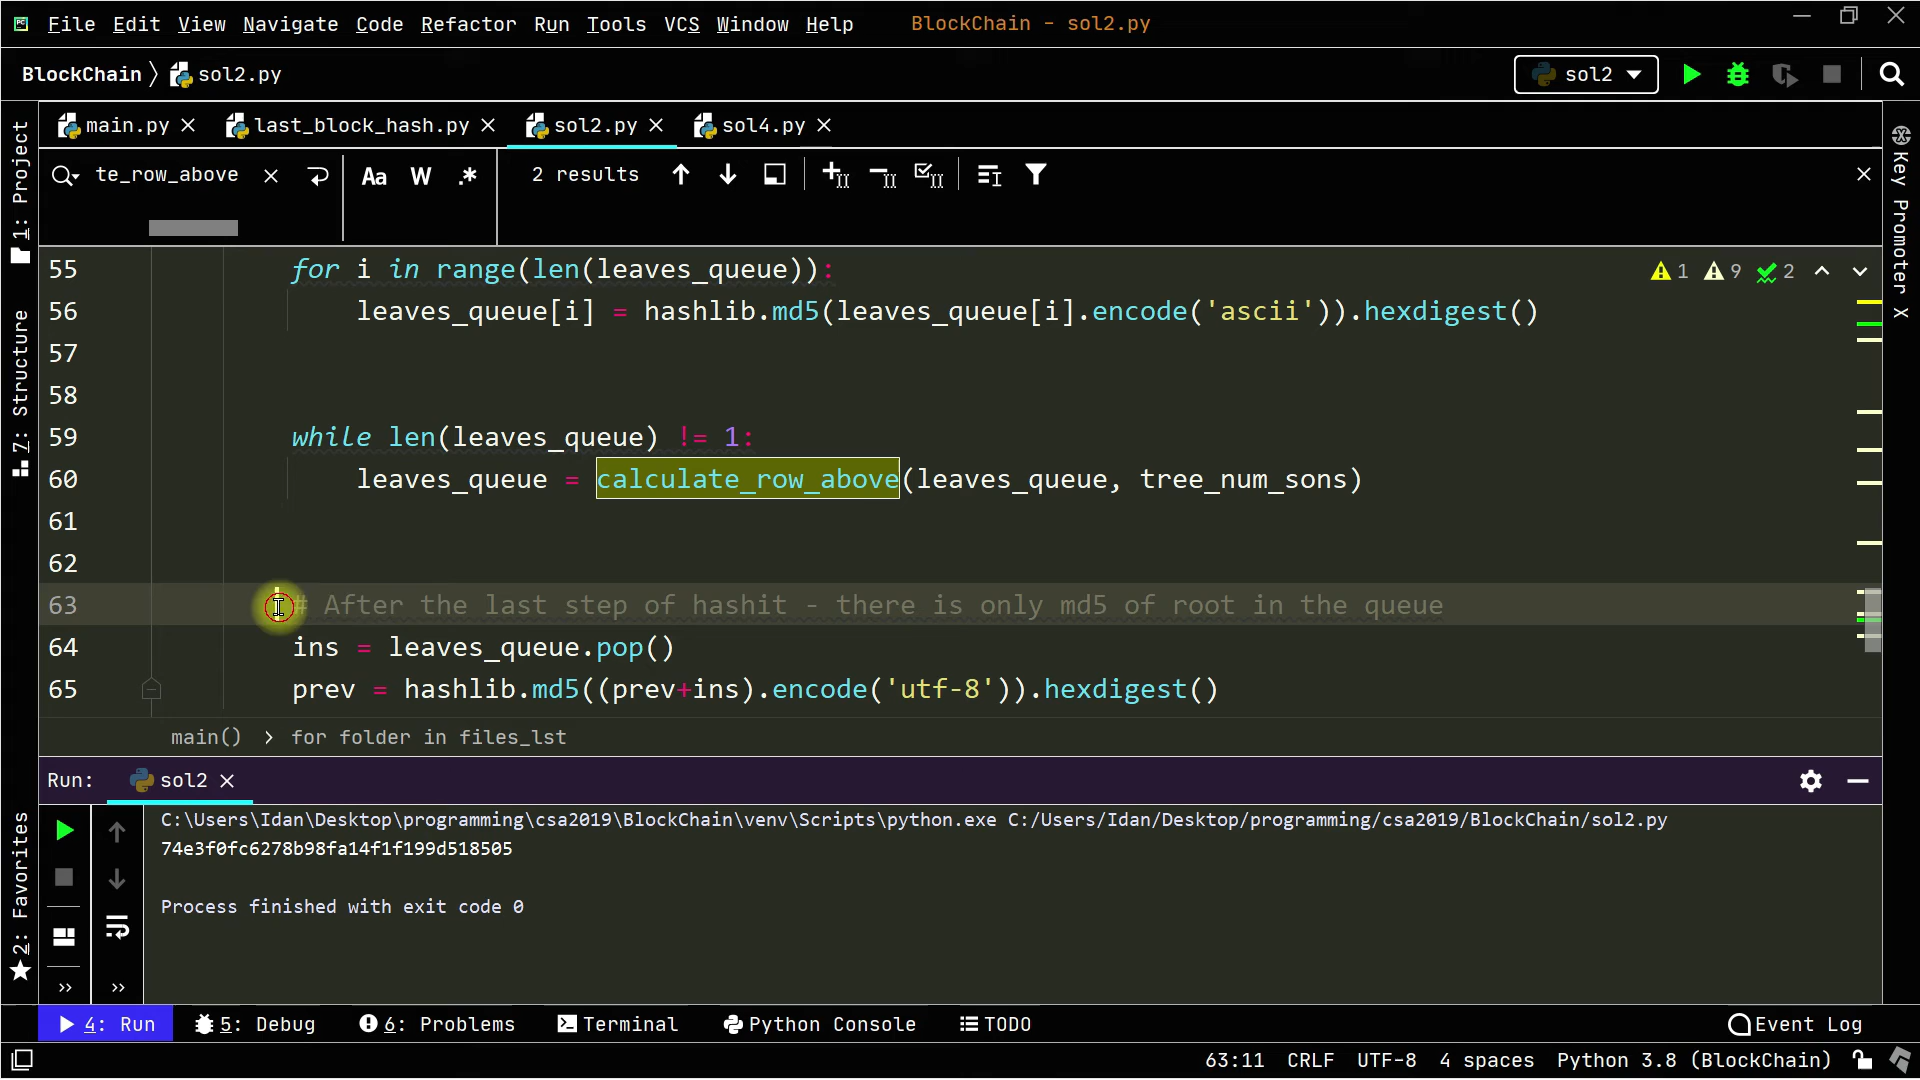 File Edit View Navigate Code Refactor Run Tools VCS Window Help BlockChain - sol2.py
BlockChain sol2.py sol2
main.py last_block_hash.py sol2.py sol4.py
te_row_above Aa W .* 2 results
55 for i in range(len(leaves_queue)): 1 9 2
56 leaves_queue[i] = hashlib.md5(leaves_queue[i].encode('ascii')).hexdigest()
57
58
59 while len(leaves_queue) != 1:
60 leaves_queue = calculate_row_above(leaves_queue, tree_num_sons)
61
62
63 # After the last step of hashit - there is only md5 of root in the queue
64 ins = leaves_queue.pop()
65 prev = hashlib.md5((prev+ins).encode('utf-8')).hexdigest()
main() > for folder in files_lst
Run: sol2
C:\Users\Idan\Desktop\programming\csa2019\BlockChain\venv\Scripts\python.exe C:/Users/Idan/Desktop/programming/csa2019/BlockChain/sol2.py
74e3f0fc6278b98fa14f1f199d518505
Process finished with exit code 0
4: Run 5: Debug 6: Problems Terminal Python Console TODO Event Log
63:11 CRLF UTF-8 4 spaces Python 3.8 (BlockChain)
1: Project
7: Structure
2: Favorites
Key Promoter X